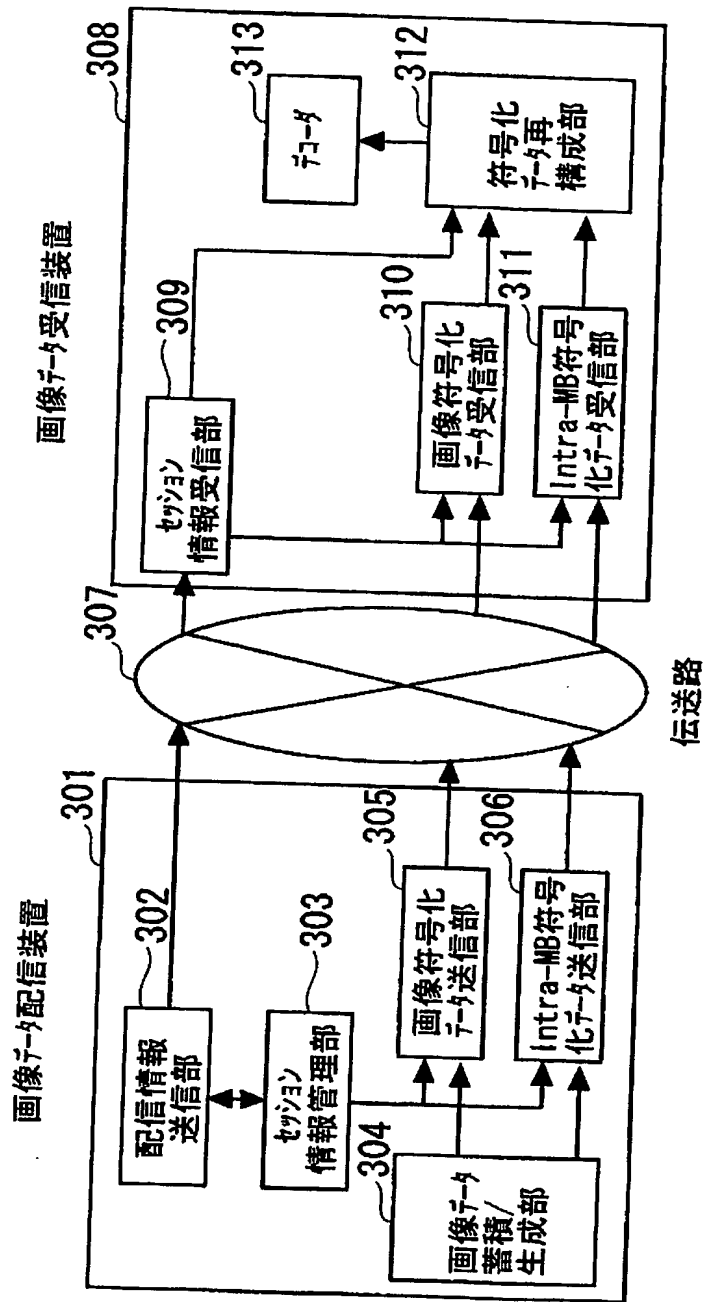 画像データ配信装置
301
配信情報
送信部
302
セッション
情報管理部
303
画像データ
蓄積/
生成部
304
画像符号化
データ送信部
305
Intra-MB符号
化データ送信部
306
307
伝送路
画像データ受信装置
308
セッション
情報受信部
309
画像符号化
データ受信部
310
Intra-MB符号
化データ受信部
311
符号化
データ再
構成部
312
デコーダ
313